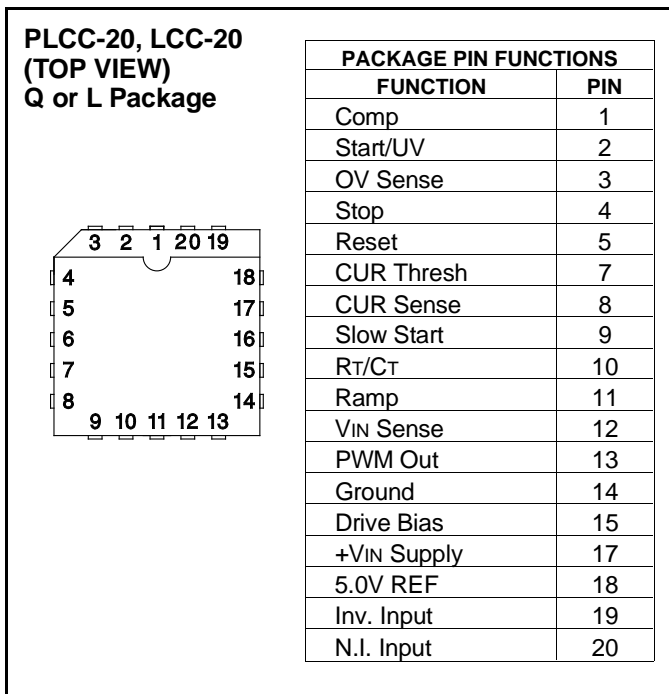 PLCC-20, LCC-20
(TOP VIEW)
Q or L Package
3 2 1 20 19
4 18
5 17
6 16
7 15
8 14
9 10 11 12 13
PACKAGE PIN FUNCTIONS
FUNCTION PIN
Comp 1
Start/UV 2
OV Sense 3
Stop 4
Reset 5
CUR Thresh 7
CUR Sense 8
Slow Start 9
RT/CT 10
Ramp 11
VIN Sense 12
PWM Out 13
Ground 14
Drive Bias 15
+VIN Supply 17
5.0V REF 18
Inv. Input 19
N.I. Input 20